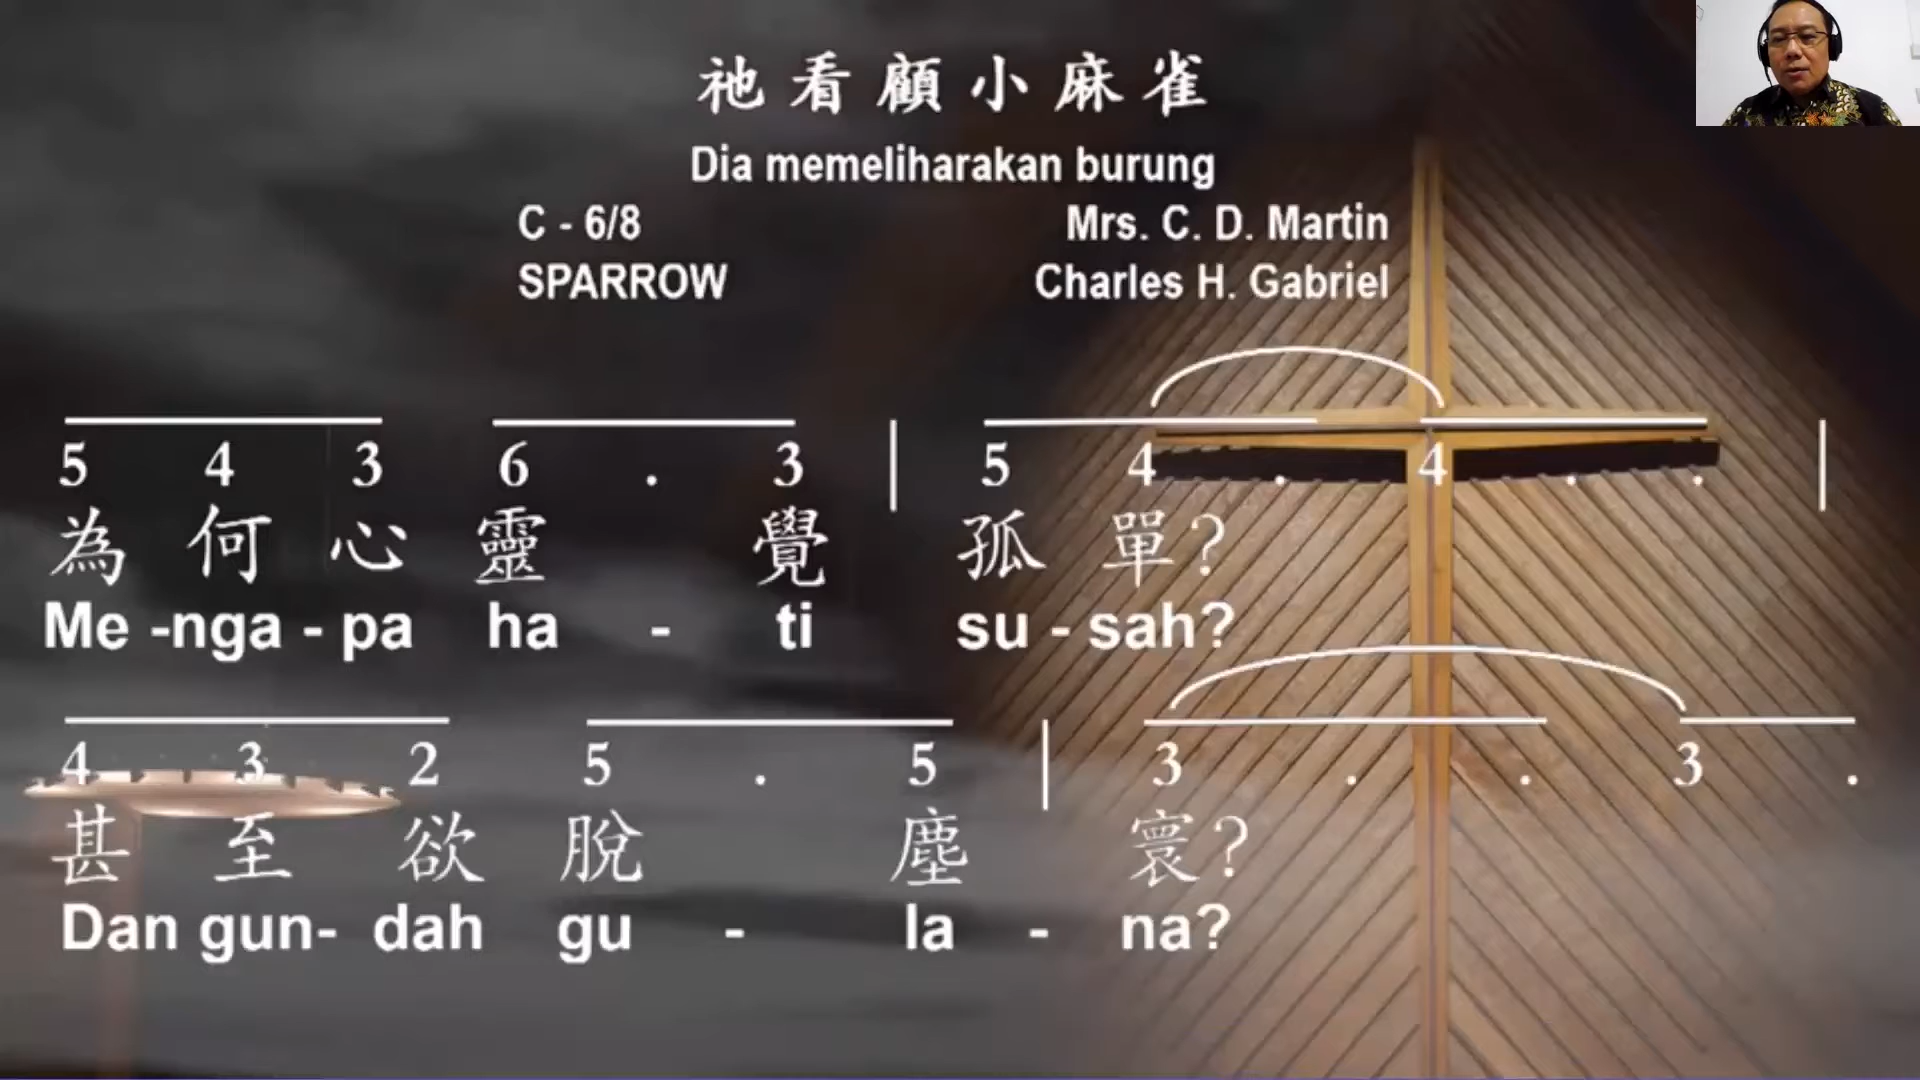 祂看顧小麻雀
Dia memeliharakan burung
C - 6/8 Mrs. C. D. Martin
SPARROW Charles H. Gabriel
5 4 3 6 . 3 | 5 4 . 4 . . |
為何心靈覺孤單?
Me -nga - pa ha - ti su - sah?
4 3 2 5 . 5 | 3 . . 3 .
甚至欲脫塵寰?
Dan gun- dah gu - la - na?